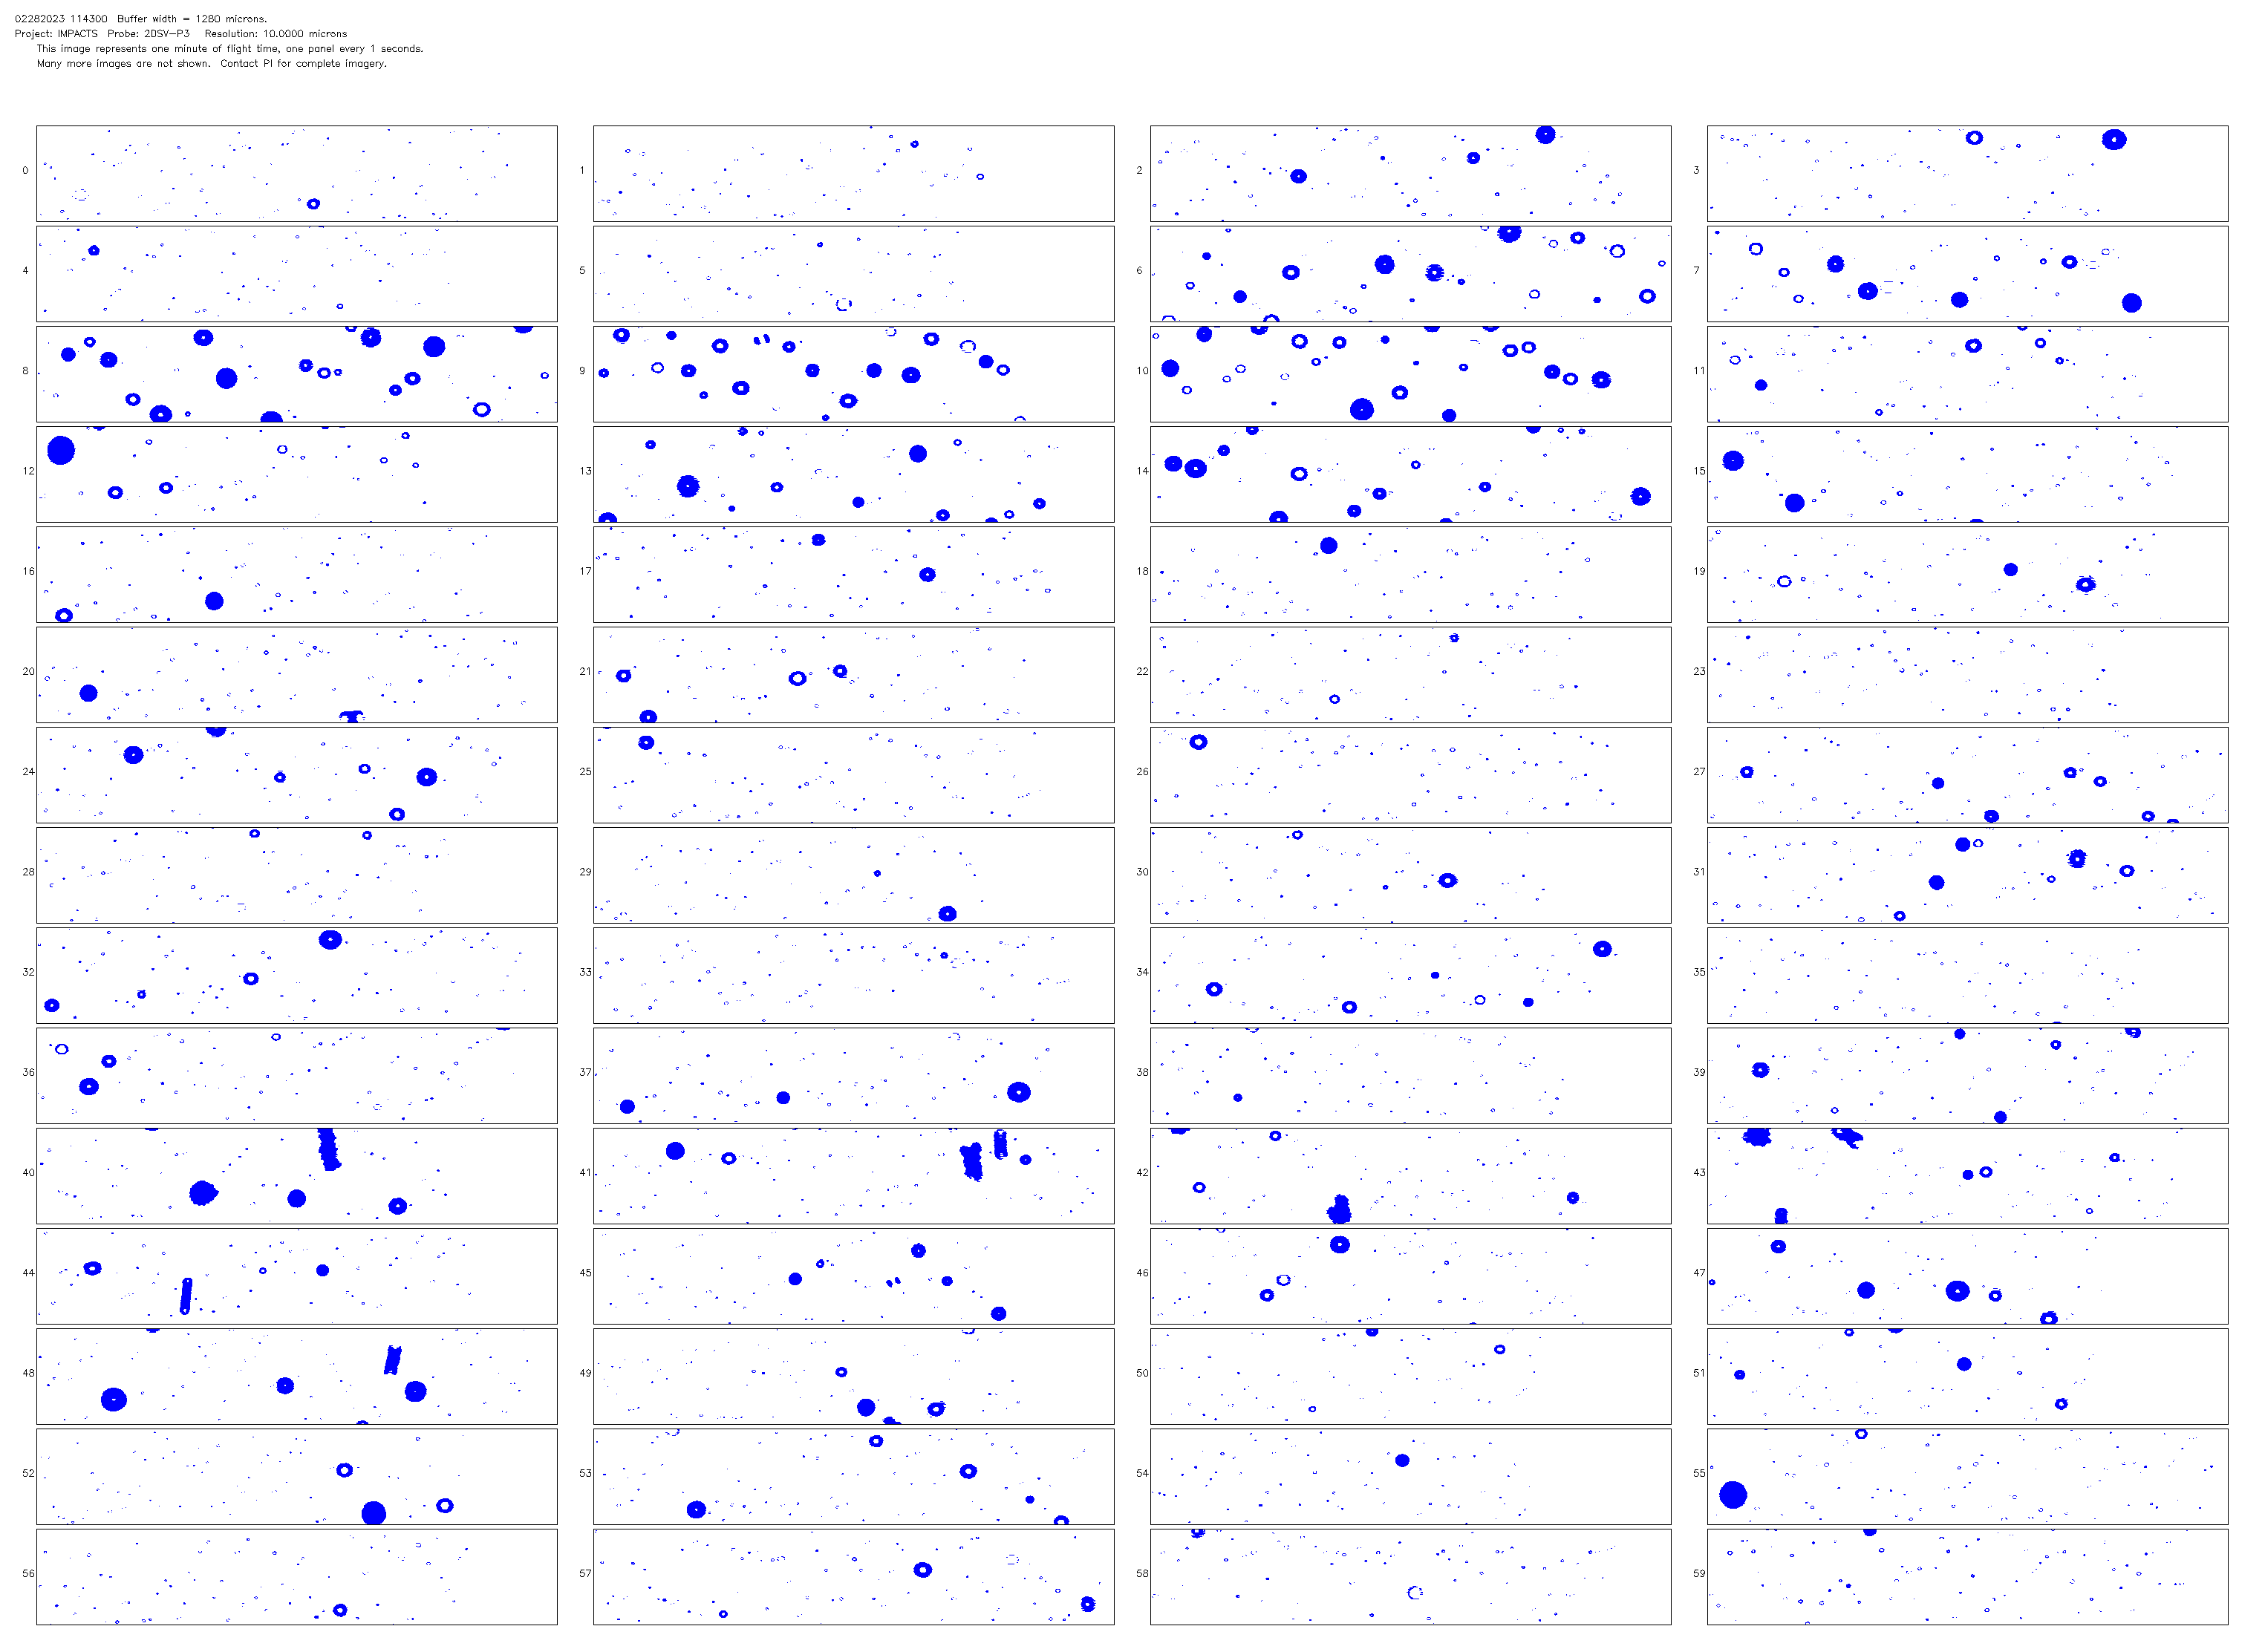 02282023 114300 Buffer width = 1280 microns.
Project: IMPACTS Probe: 2DSV-P3 Resolution: 10.0000 microns
This image represents one minute of flight time, one panel every 1 seconds.
Many more images are not shown. Contact PI for complete imagery.
0 1 2 3
4 5 6 7
8 9 10 11
12 13 14 15
16 17 18 19
20 21 22 23
24 25 26 27
28 29 30 31
32 33 34 35
36 37 38 39
40 41 42 43
44 45 46 47
48 49 50 51
52 53 54 55
56 57 58 59